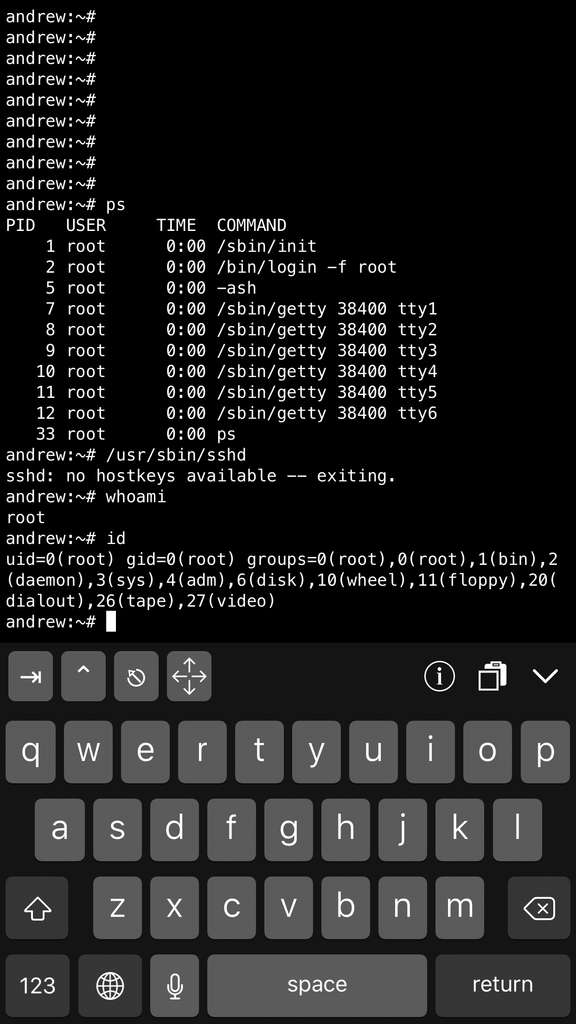 andrew:~#
andrew:~#
andrew:~#
andrew:~#
andrew:~#
andrew:~#
andrew:~#
andrew:~#
andrew:~#
andrew:~# ps
PID   USER     TIME  COMMAND
    1 root      0:00 /sbin/init
    2 root      0:00 /bin/login -f root
    5 root      0:00 -ash
    7 root      0:00 /sbin/getty 38400 tty1
    8 root      0:00 /sbin/getty 38400 tty2
    9 root      0:00 /sbin/getty 38400 tty3
   10 root      0:00 /sbin/getty 38400 tty4
   11 root      0:00 /sbin/getty 38400 tty5
   12 root      0:00 /sbin/getty 38400 tty6
   33 root      0:00 ps
andrew:~# /usr/sbin/sshd
sshd: no hostkeys available -- exiting.
andrew:~# whoami
root
andrew:~# id
uid=0(root) gid=0(root) groups=0(root),0(root),1(bin),2
(daemon),3(sys),4(adm),6(disk),10(wheel),11(floppy),20(
dialout),26(tape),27(video)
andrew:~#
q w e r t y u i o p
a s d f g h j k l
z x c v b n m
123 space return